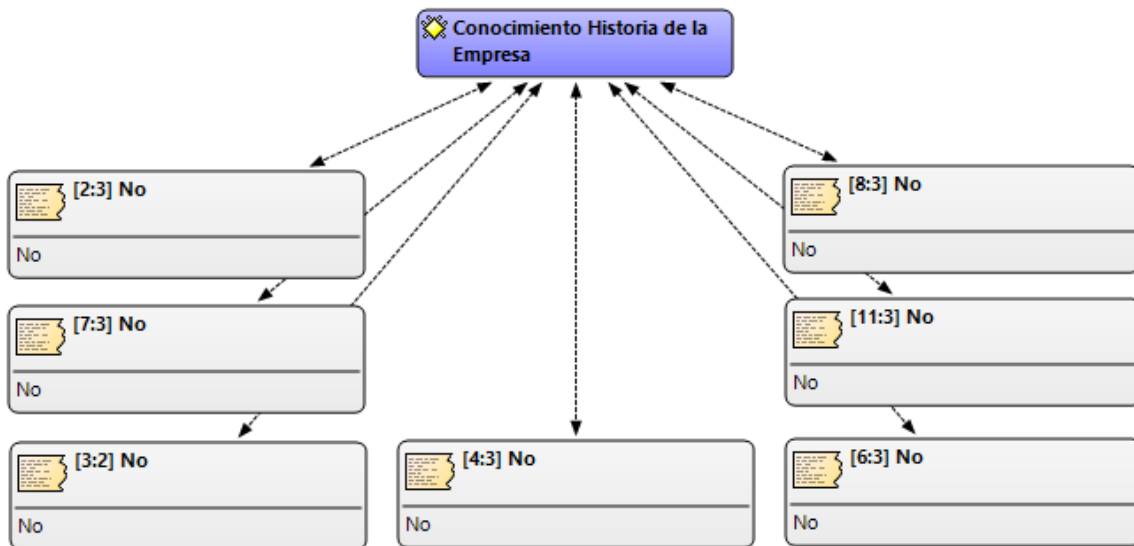 Conocimiento Historia de la
Empresa
[2:3] No
No
[8:3] No
No
[7:3] No
No
[11:3] No
No
[3:2] No
No
[4:3] No
No
[6:3] No
No